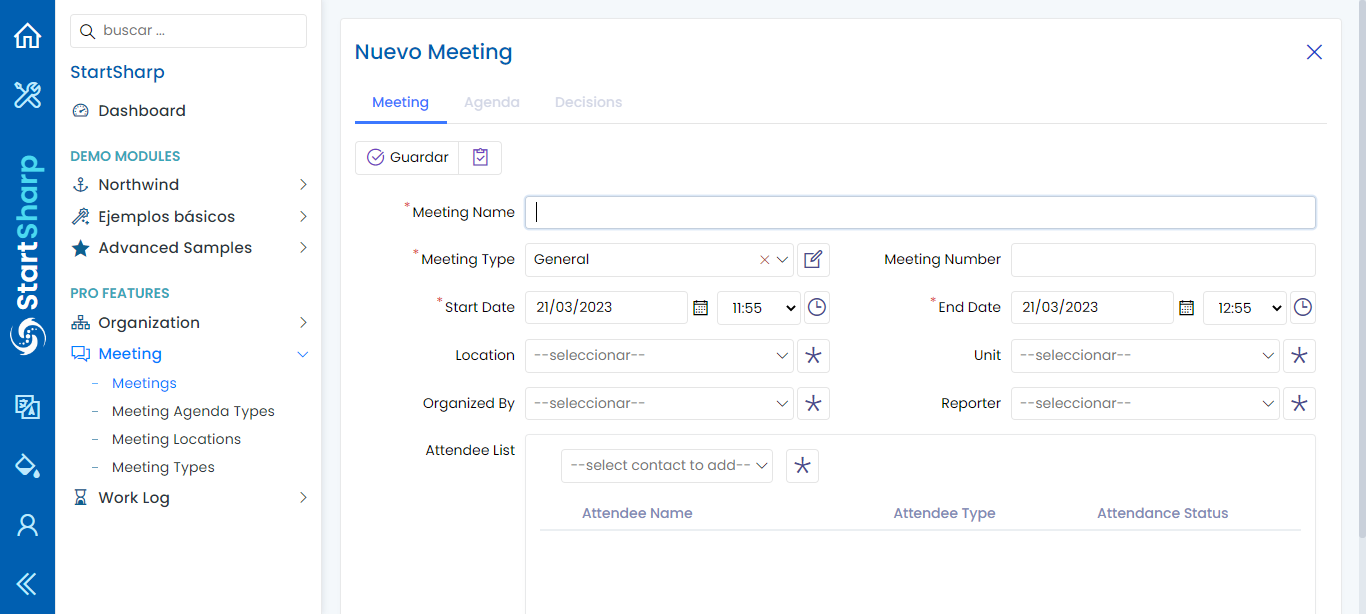 StartSharp
buscar ...
StartSharp
Dashboard
DEMO MODULES
Northwind
Ejemplos básicos
Advanced Samples
PRO FEATURES
Organization
Meeting
- Meetings
- Meeting Agenda Types
- Meeting Locations
- Meeting Types
Work Log
Nuevo Meeting
Meeting Agenda Decisions
Guardar
*Meeting Name
*Meeting Type General Meeting Number
*Start Date 21/03/2023 11:55 *End Date 21/03/2023 12:55
Location --seleccionar-- Unit --seleccionar--
Organized By --seleccionar-- Reporter --seleccionar--
Attendee List
--select contact to add--
Attendee Name Attendee Type Attendance Status